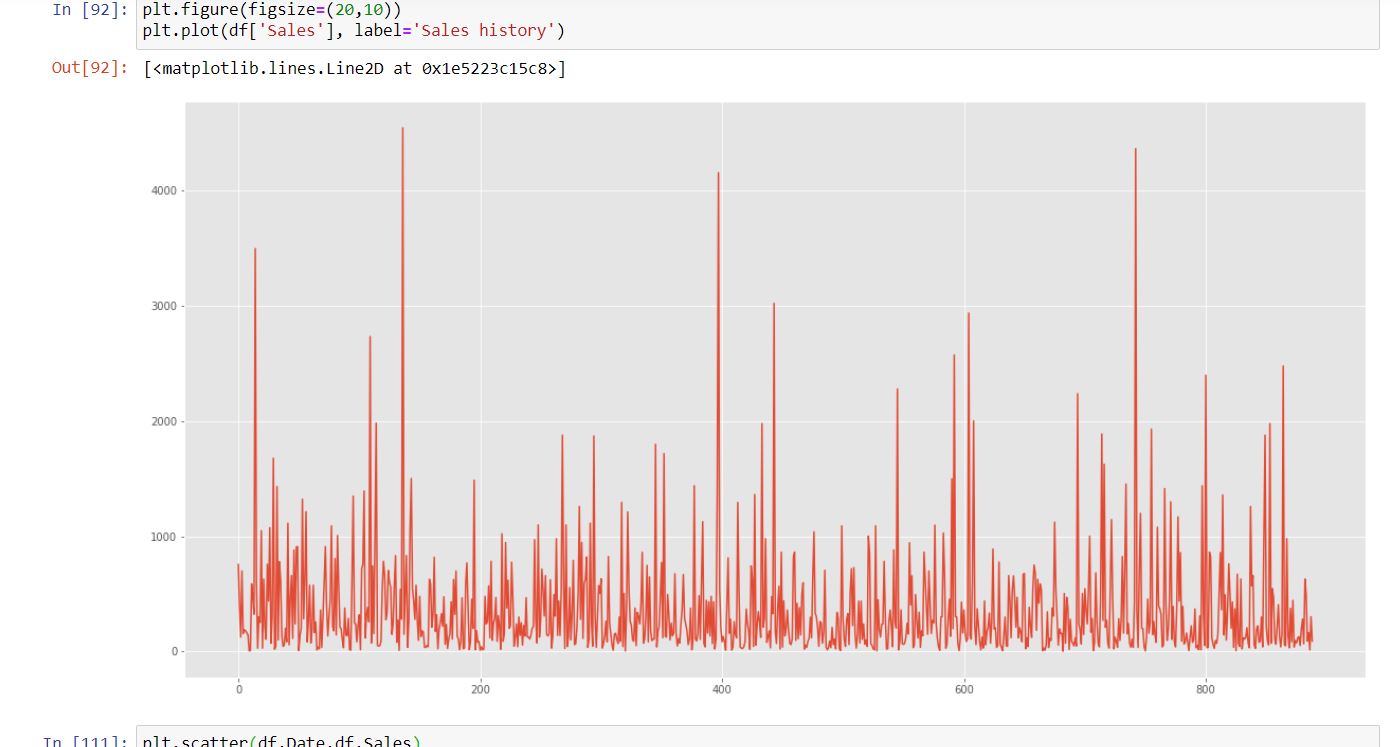 In [92]: plt.figure(figsize=(20,10))
plt.plot(df['Sales'], label='Sales history')
Out[92]: [<matplotlib.lines.Line2D at 0x1e5223c15c8>]
4000
3000
2000
1000
0
0 200 400 600 800
In [111]: plt.scatter(df.Date,df.Sales)